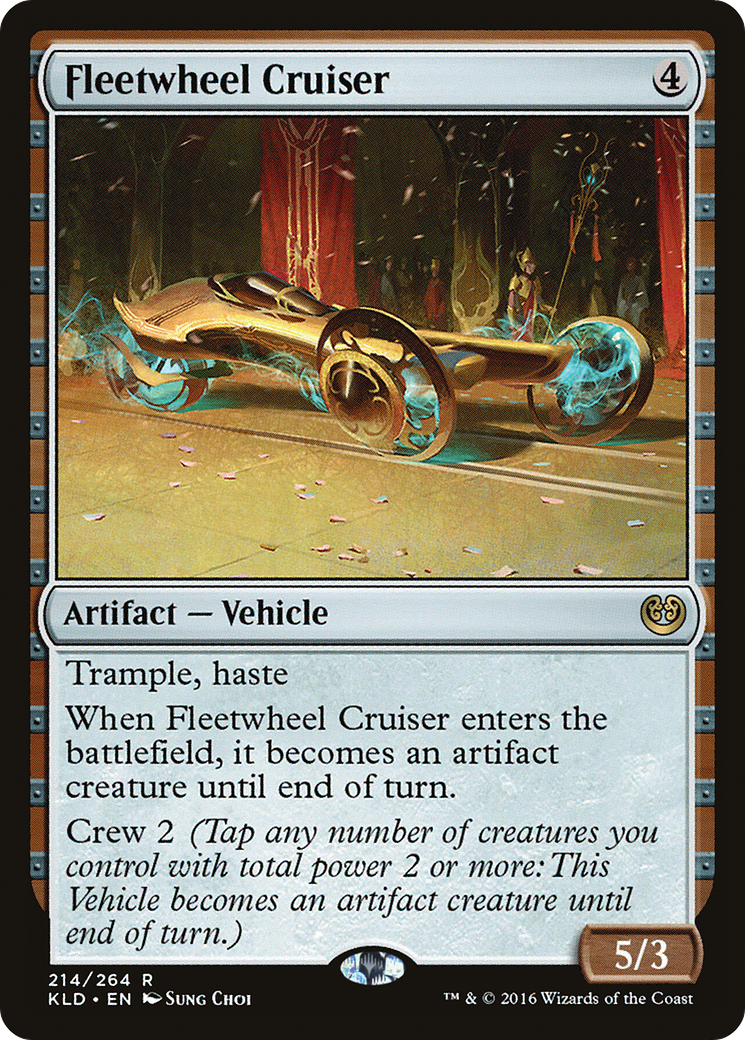 Fleetwheel Cruiser 4
Artifact — Vehicle
Trample, haste
When Fleetwheel Cruiser enters the
battlefield, it becomes an artifact
creature until end of turn.
Crew 2 (Tap any number of creatures you
control with total power 2 or more: This
Vehicle becomes an artifact creature until
end of turn.)
5/3
214/264 R
KLD • EN Sung Choi
™ & © 2016 Wizards of the Coast